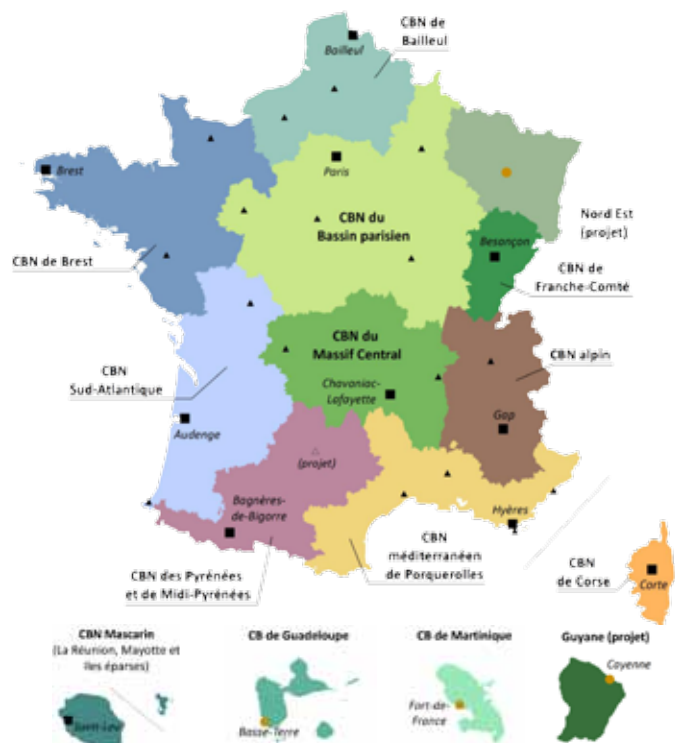 CBN de
Bailleul
Bailleul
Brest
Paris
CBN du
Bassin parisien
Nord Est
(projet)
Besançon
CBN de Brest
CBN de
Franche-Comté
CBN du
Massif Central
CBN alpin
CBN
Sud-Atlantique
Chavaniac-
Lafayette
Gap
Audenge
(projet)
Bagnères-
de-Bigorre
Hyères
CBN
méditerranéen
de Porquerolles
CBN des Pyrénées
et de Midi-Pyrénées
CBN
de Corse
Corte
CBN Mascarin
(La Réunion, Mayotte et
îles éparses)
Saint-Leu
CB de Guadeloupe
Basse-Terre
CB de Martinique
Fort-de-
France
Guyane (projet)
Cayenne